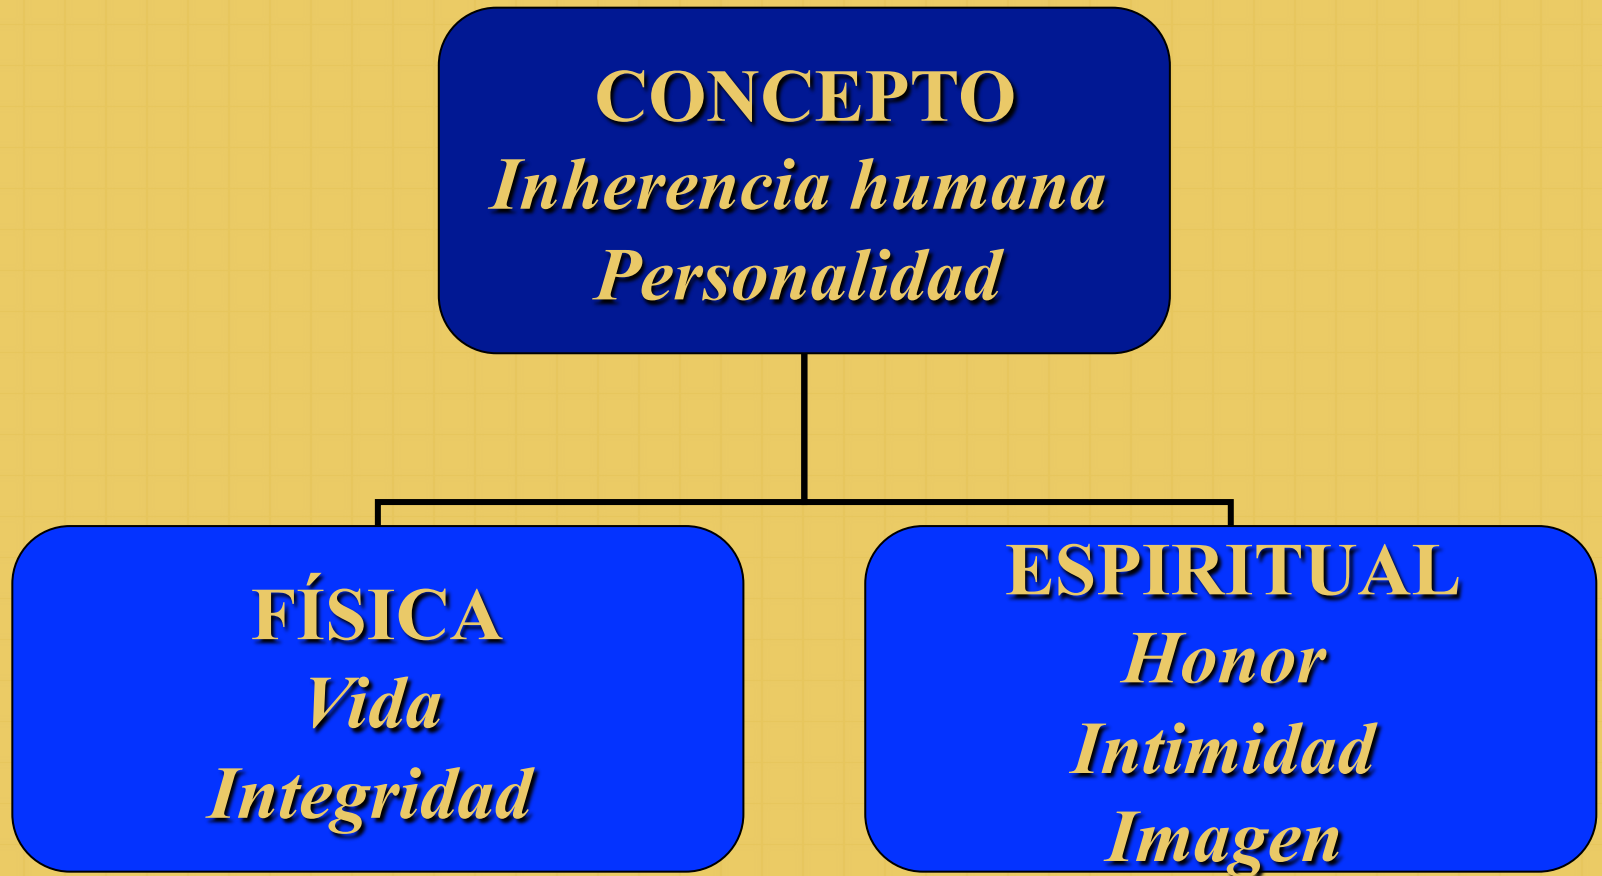 CONCEPTO
Inherencia humana
Personalidad
FÍSICA
Vida
Integridad
ESPIRITUAL
Honor
Intimidad
Imagen